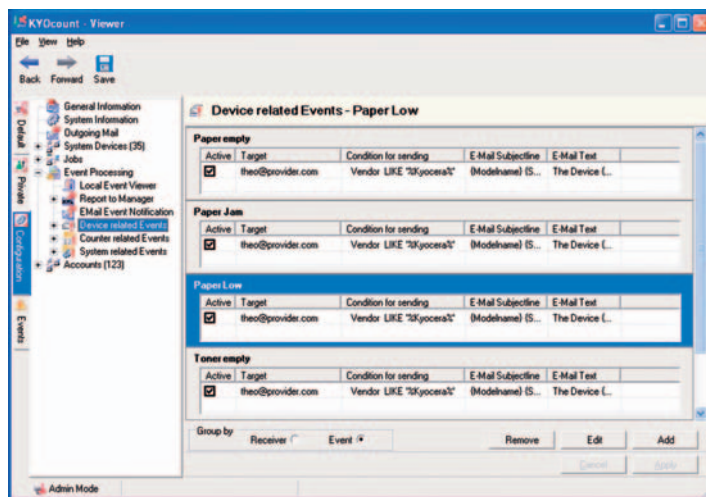 KYOcount - Viewer
File View Help
Back Forward Save
Default
Private
Configuration
Events
General Information
System Information
Outgoing Mail
System Devices (35)
Jobs
Event Processing
Local Event Viewer
Report to Manager
EMail Event Notification
Device related Events
Counter related Events
System related Events
Accounts (123)
Device related Events - Paper Low
Paper empty
Active Target Condition for sending E-Mail Subjectline E-Mail Text
theo@provider.com Vendor LIKE "%Kyocera%" {Modelname} {S... The Device {...
Paper Jam
Active Target Condition for sending E-Mail Subjectline E-Mail Text
theo@provider.com Vendor LIKE "%Kyocera%" {Modelname} {S... The Device {...
Paper Low
Active Target Condition for sending E-Mail Subjectline E-Mail Text
theo@provider.com Vendor LIKE "%Kyocera%" {Modelname} {S... The Device {...
Toner empty
Active Target Condition for sending E-Mail Subjectline E-Mail Text
theo@provider.com Vendor LIKE "%Kyocera%" {Modelname} {S... The Device {...
Group by
Receiver Event
Remove Edit Add
Cancel Apply
Admin Mode